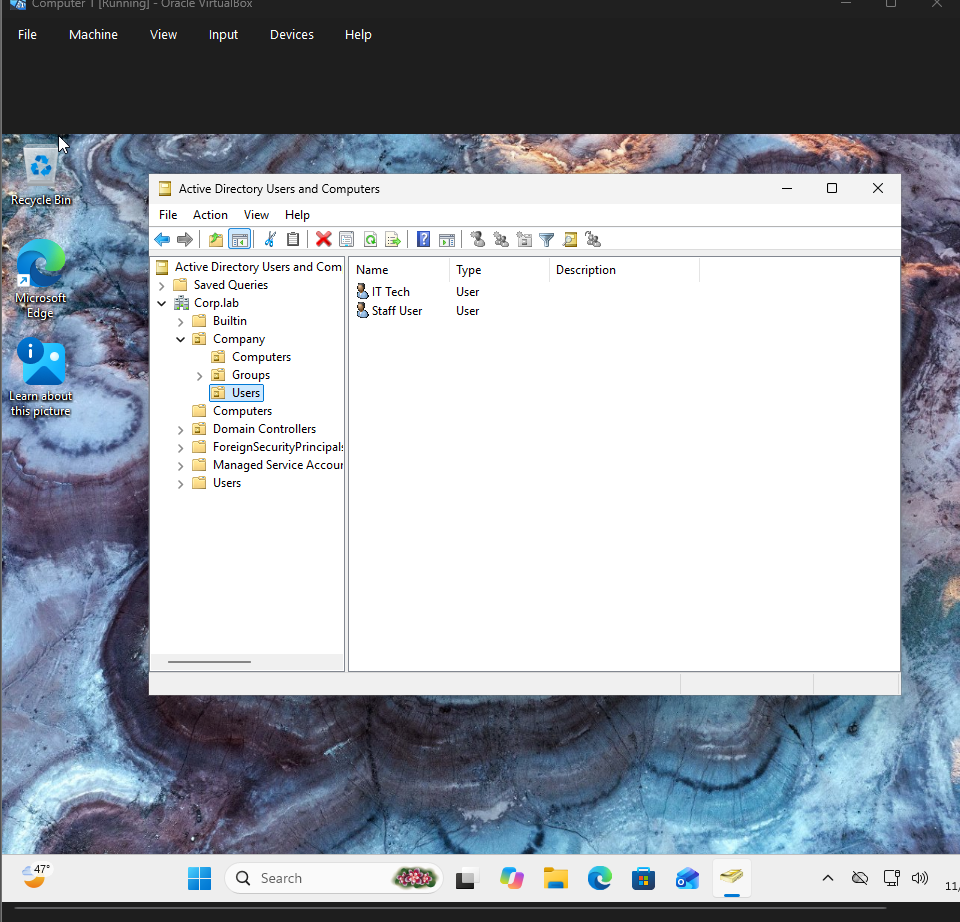 Computer 1 [Running] - Oracle VirtualBox
File Machine View Input Devices Help
Recycle Bin
Microsoft
Edge
Learn about
this picture
Active Directory Users and Computers
File Action View Help
Active Directory Users and Com
Saved Queries
Corp.lab
Builtin
Company
Computers
Groups
Users
Computers
Domain Controllers
ForeignSecurityPrincipals
Managed Service Accour
Users
Name Type Description
IT Tech User
Staff User User
47°
Search
11/